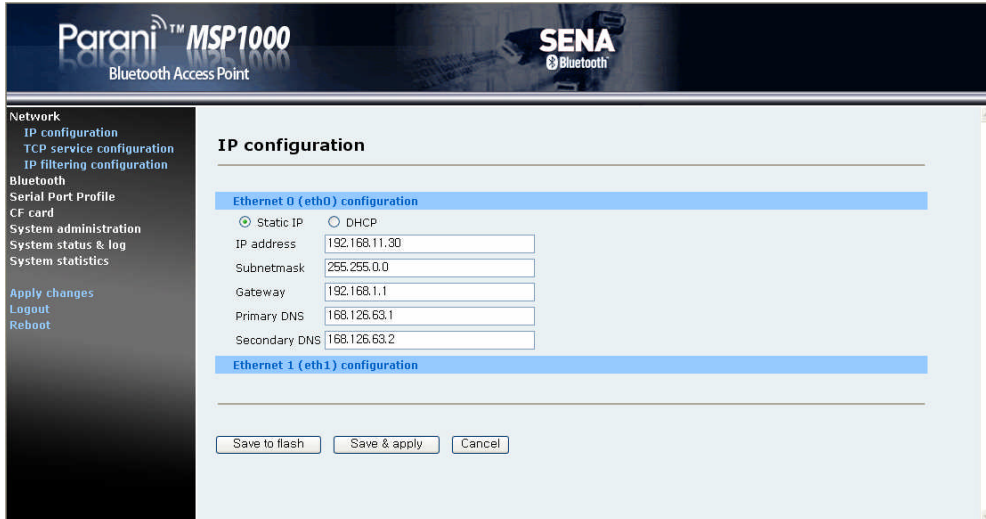 Parani™ MSP1000
Bluetooth Access Point
SENA
Bluetooth
Network
IP configuration
TCP service configuration
IP filtering configuration
Bluetooth
Serial Port Profile
CF card
System administration
System status & log
System statistics
Apply changes
Logout
Reboot
IP configuration
Ethernet 0 (eth0) configuration
Static IP DHCP
IP address 192.168.11.30
Subnetmask 255.255.0.0
Gateway 192.168.1.1
Primary DNS 168.126.63.1
Secondary DNS 168.126.63.2
Ethernet 1 (eth1) configuration
Save to flash Save & apply Cancel